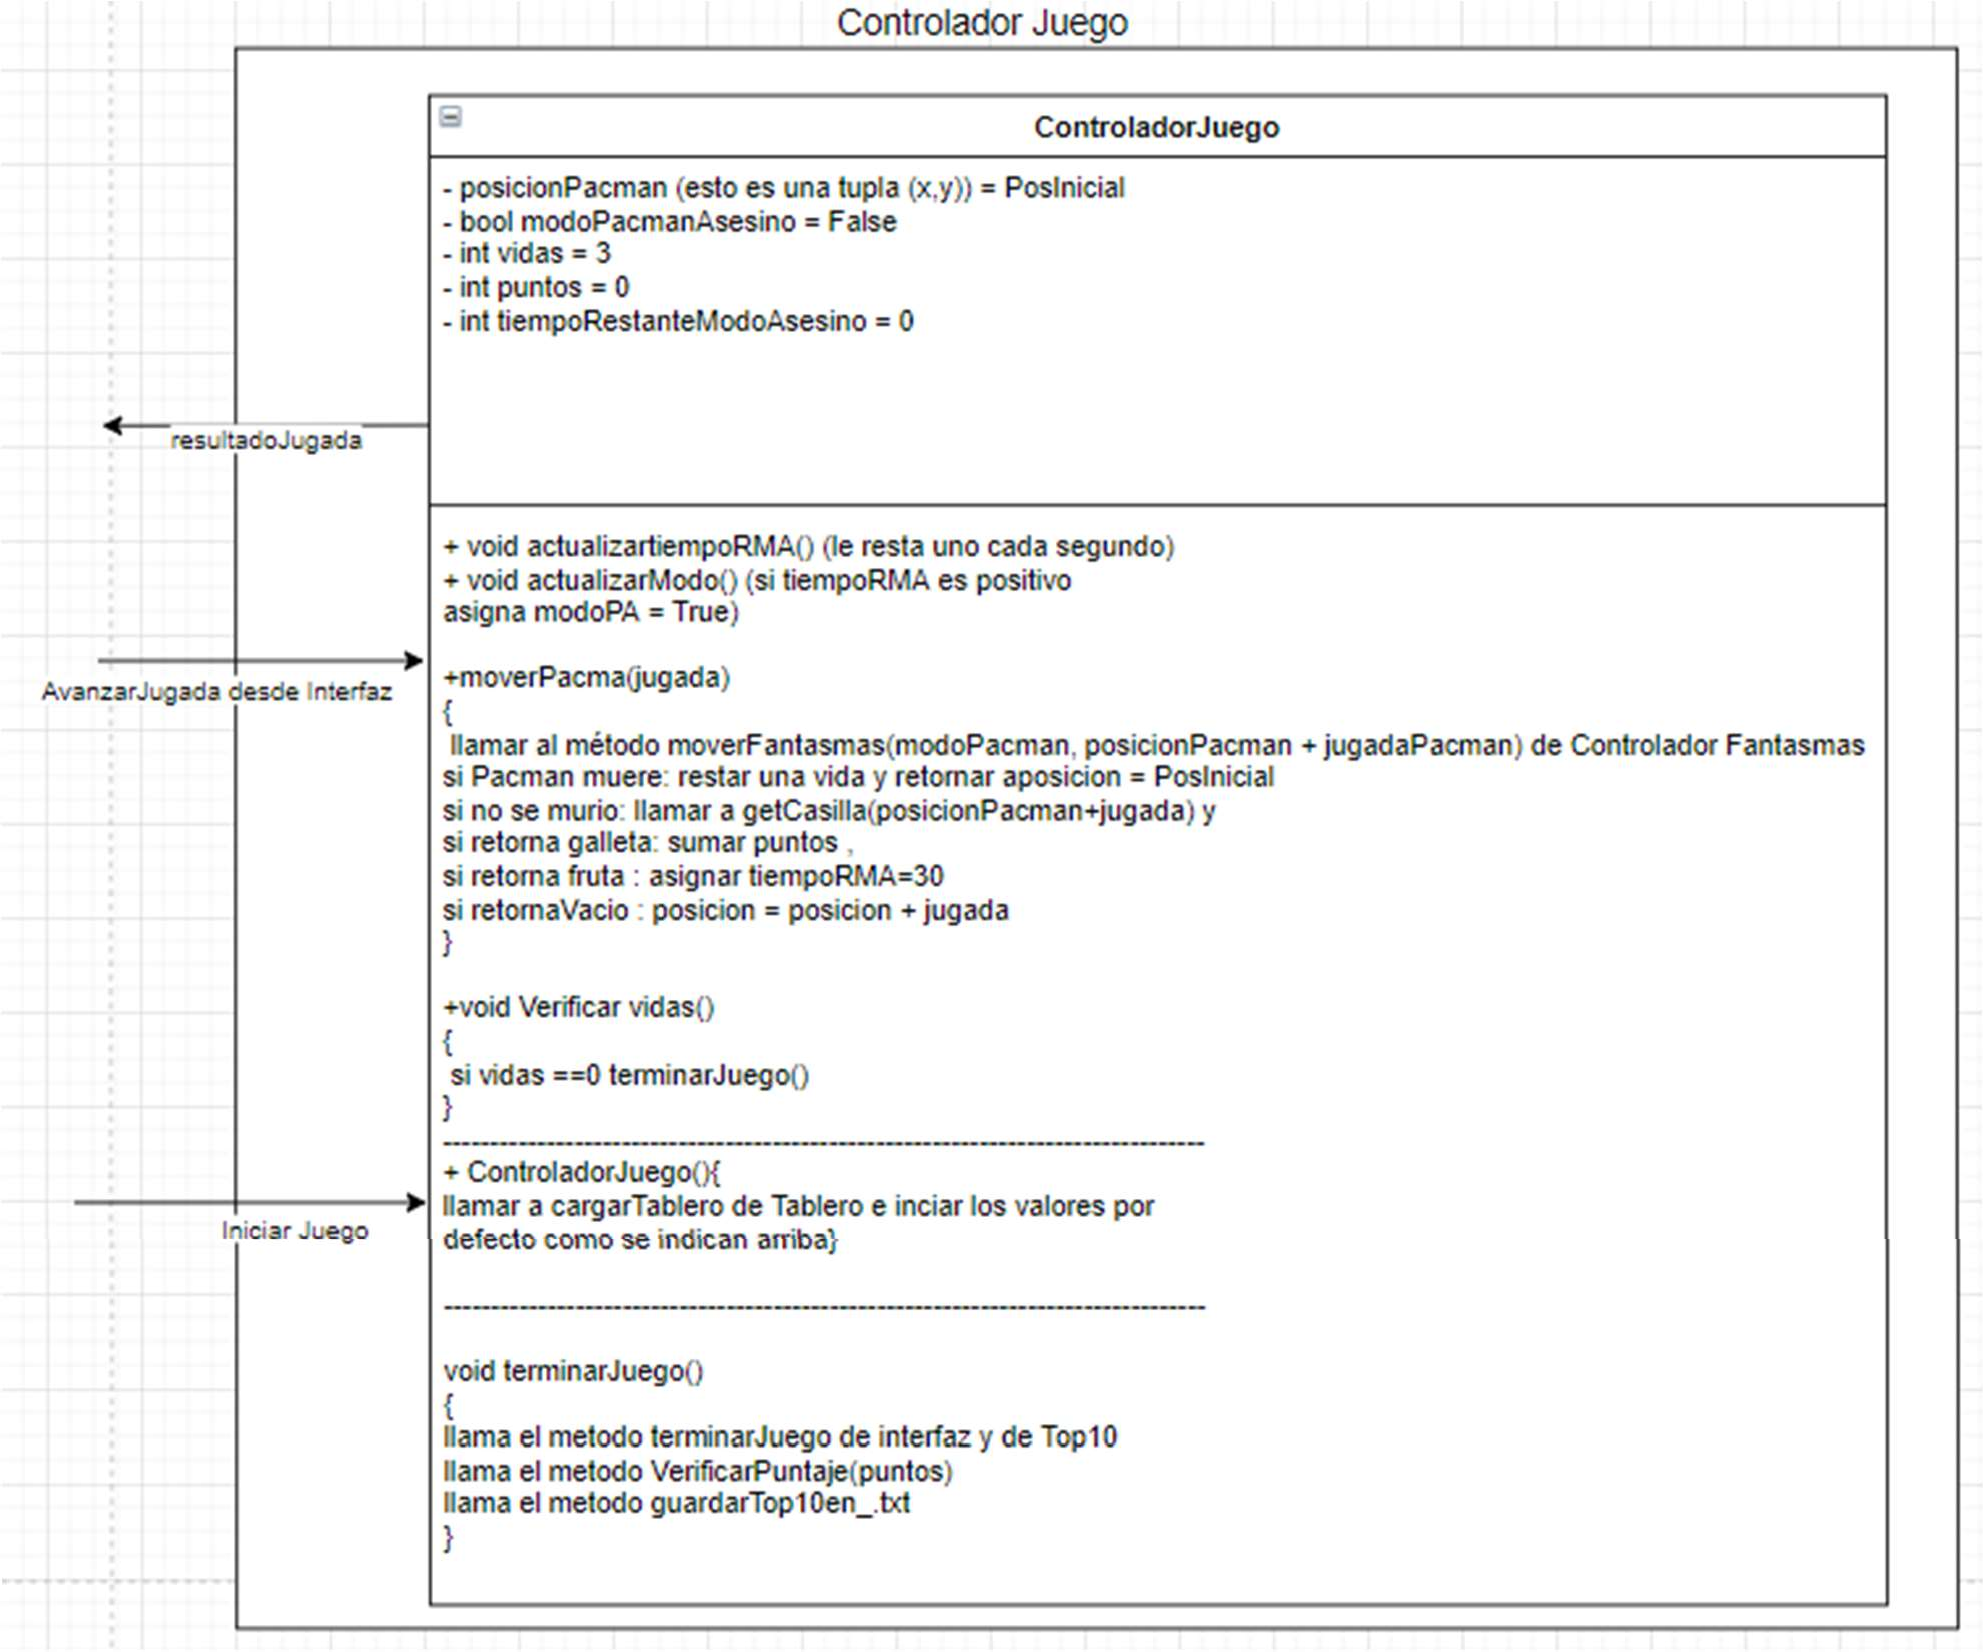 Controlador Juego
ControladorJuego
- posicionPacman (esto es una tupla (x,y)) = PosInicial
- bool modoPacmanAsesino = False
- int vidas = 3
- int puntos = 0
- int tiempoRestanteModoAsesino = 0
resultadoJugada
+ void actualizartiempoRMA() (le resta uno cada segundo)
+ void actualizarModo() (si tiempoRMA es positivo
asigna modoPA = True)
AvanzarJugada desde Interfaz
+moverPacma(jugada)
{
llamar al método moverFantasmas(modoPacman, posicionPacman + jugadaPacman) de Controlador Fantasmas
si Pacman muere: restar una vida y retornar aposicion = PosInicial
si no se murio: llamar a getCasilla(posicionPacman+jugada) y
si retorna galleta: sumar puntos ,
si retorna fruta : asignar tiempoRMA=30
si retornaVacio : posicion = posicion + jugada
}
+void Verificar vidas()
{
si vidas ==0 terminarJuego()
}
--------------------------------------------------------------------------------------
+ ControladorJuego(){
llamar a cargarTablero de Tablero e inciar los valores por
defecto como se indican arriba}
Iniciar Juego
--------------------------------------------------------------------------------------
void terminarJuego()
{
llama el metodo terminarJuego de interfaz y de Top10
llama el metodo VerificarPuntaje(puntos)
llama el metodo guardarTop10en_.txt
}